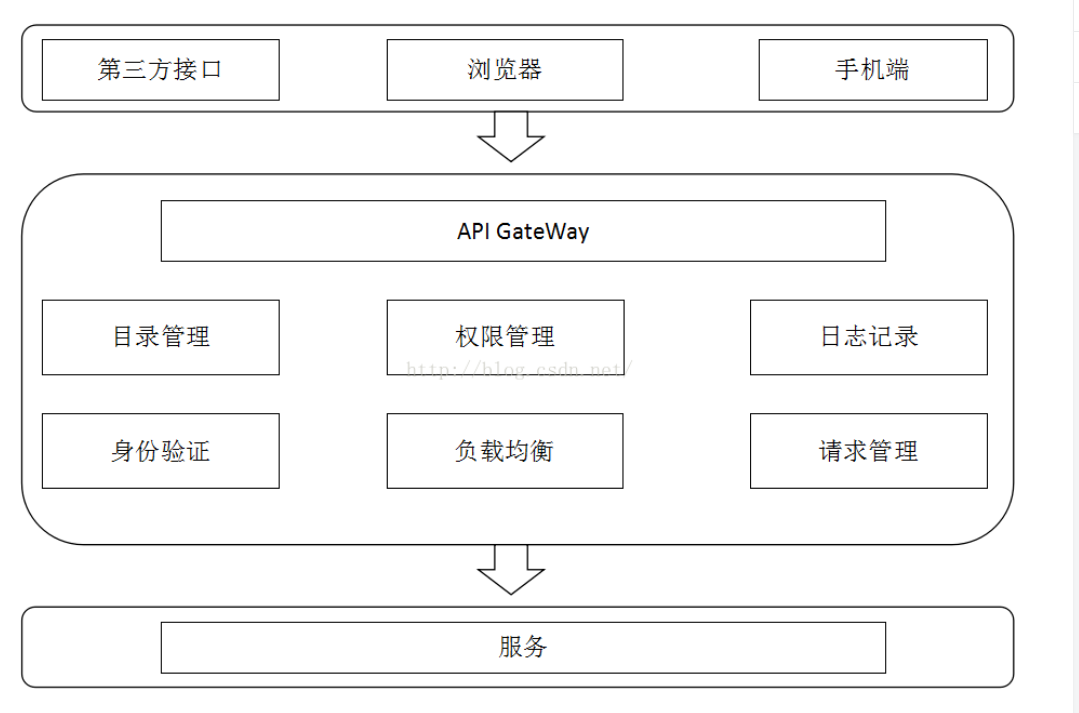 第三方接口
浏览器
手机端
API GateWay
目录管理
权限管理
日志记录
http://blog.csdn.net/
身份验证
负载均衡
请求管理
服务